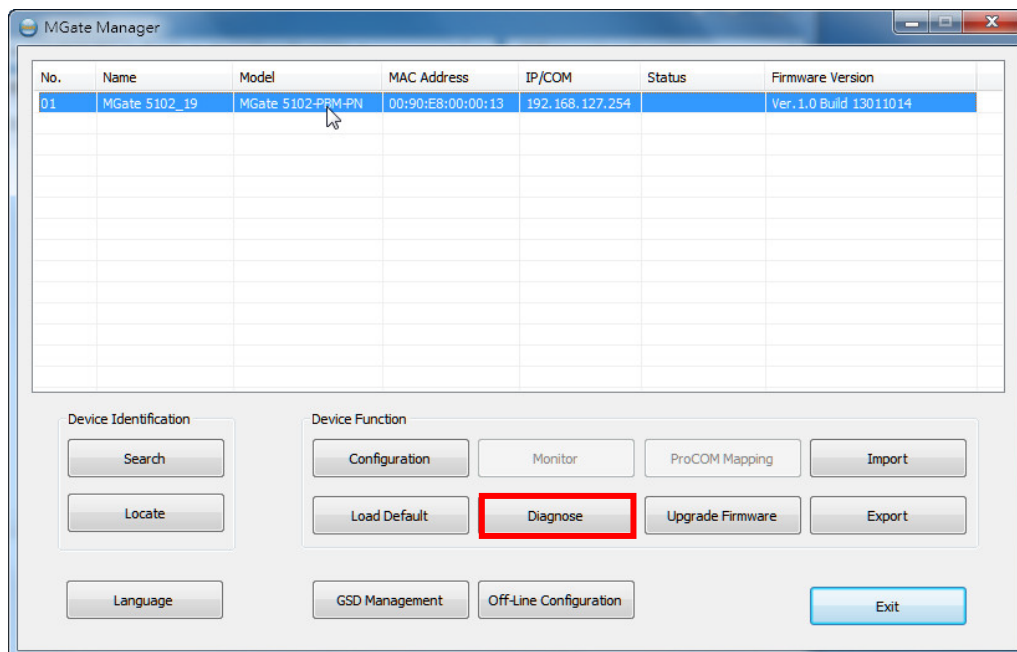 MGate Manager
No. Name Model MAC Address IP/COM Status Firmware Version
01 MGate 5102_19 MGate 5102-PBM-PN 00:90:E8:00:00:13 192.168.127.254 Ver.1.0 Build 13011014
Device Identification
Search
Locate
Device Function
Configuration Monitor ProCOM Mapping Import
Load Default Diagnose Upgrade Firmware Export
Language GSD Management Off-Line Configuration Exit